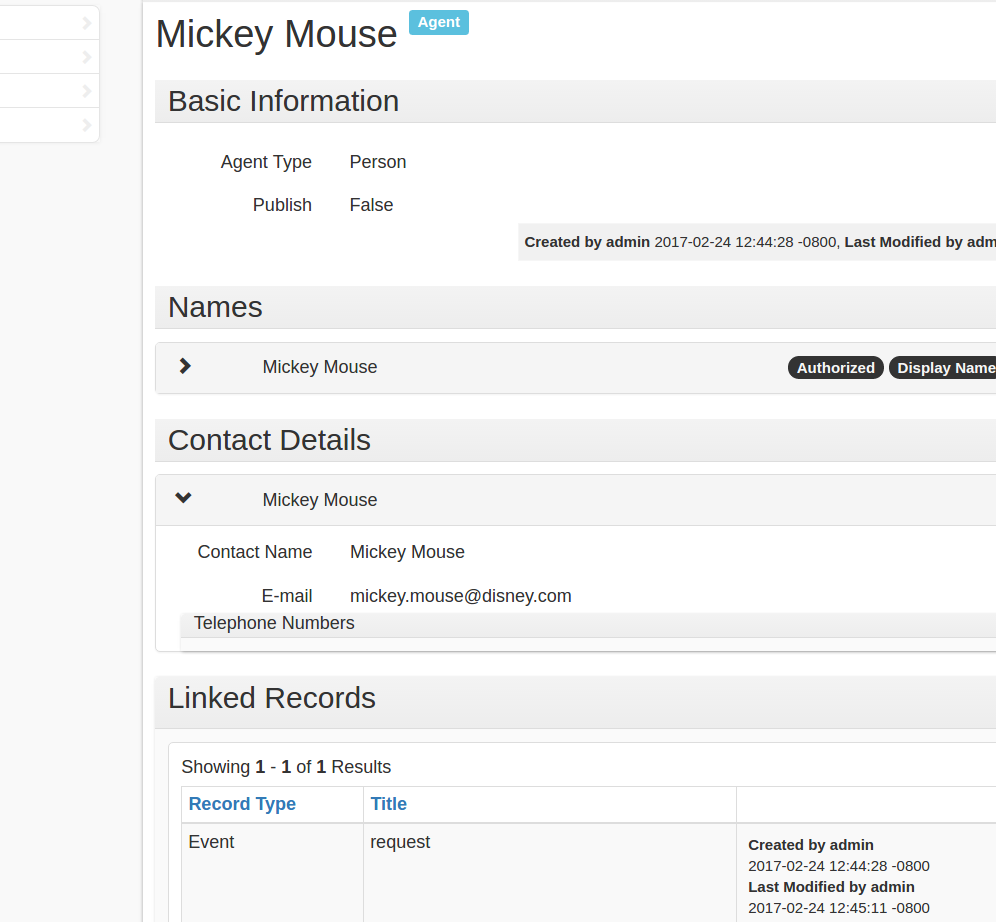 Mickey Mouse Agent
Basic Information
Agent Type Person
Publish False
Created by admin 2017-02-24 12:44:28 -0800, Last Modified by
Names
Mickey Mouse Authorized Display Name
Contact Details
Mickey Mouse
Contact Name Mickey Mouse
E-mail mickey.mouse@disney.com
Telephone Numbers
Linked Records
Showing 1 - 1 of 1 Results
Record Type Title
Event request
Created by admin
2017-02-24 12:44:28 -0800
Last Modified by admin
2017-02-24 12:45:11 -0800